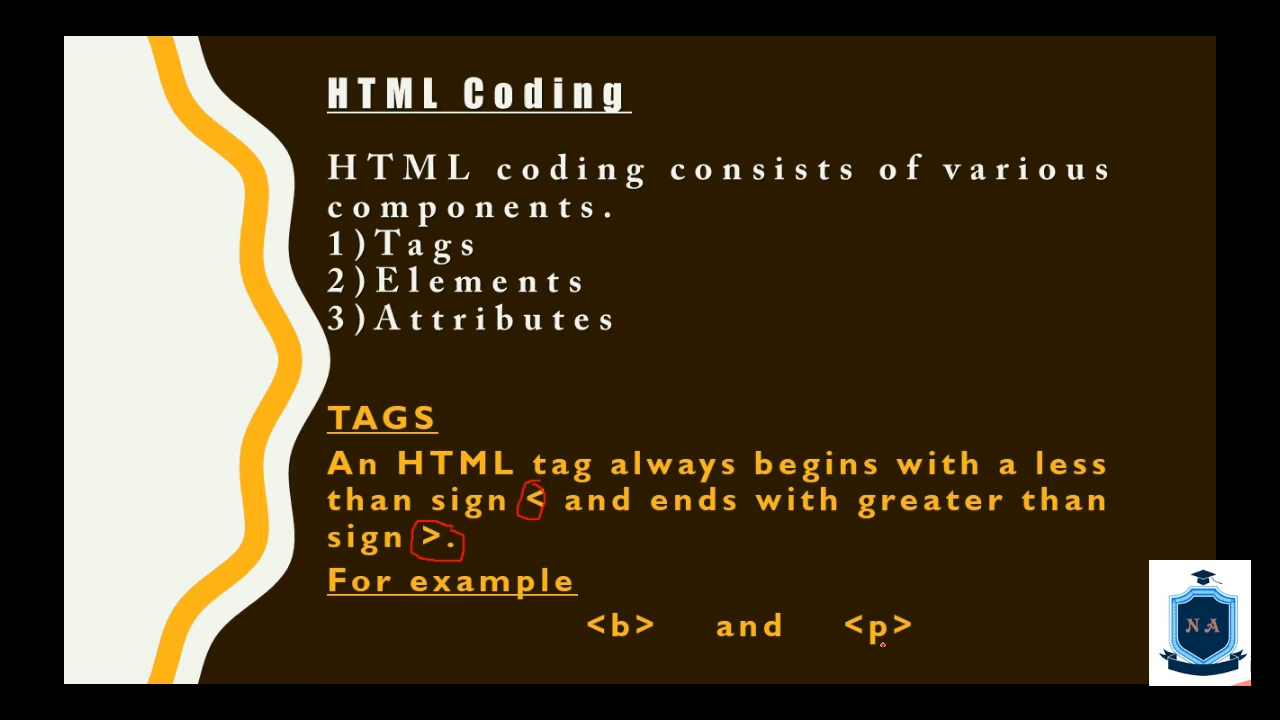 HTML Coding
HTML coding consists of various
components.
1)Tags
2)Elements
3)Attributes
TAGS
An HTML tag always begins with a less
than sign < and ends with greater than
sign >.
For example
<b> and <p>
NA